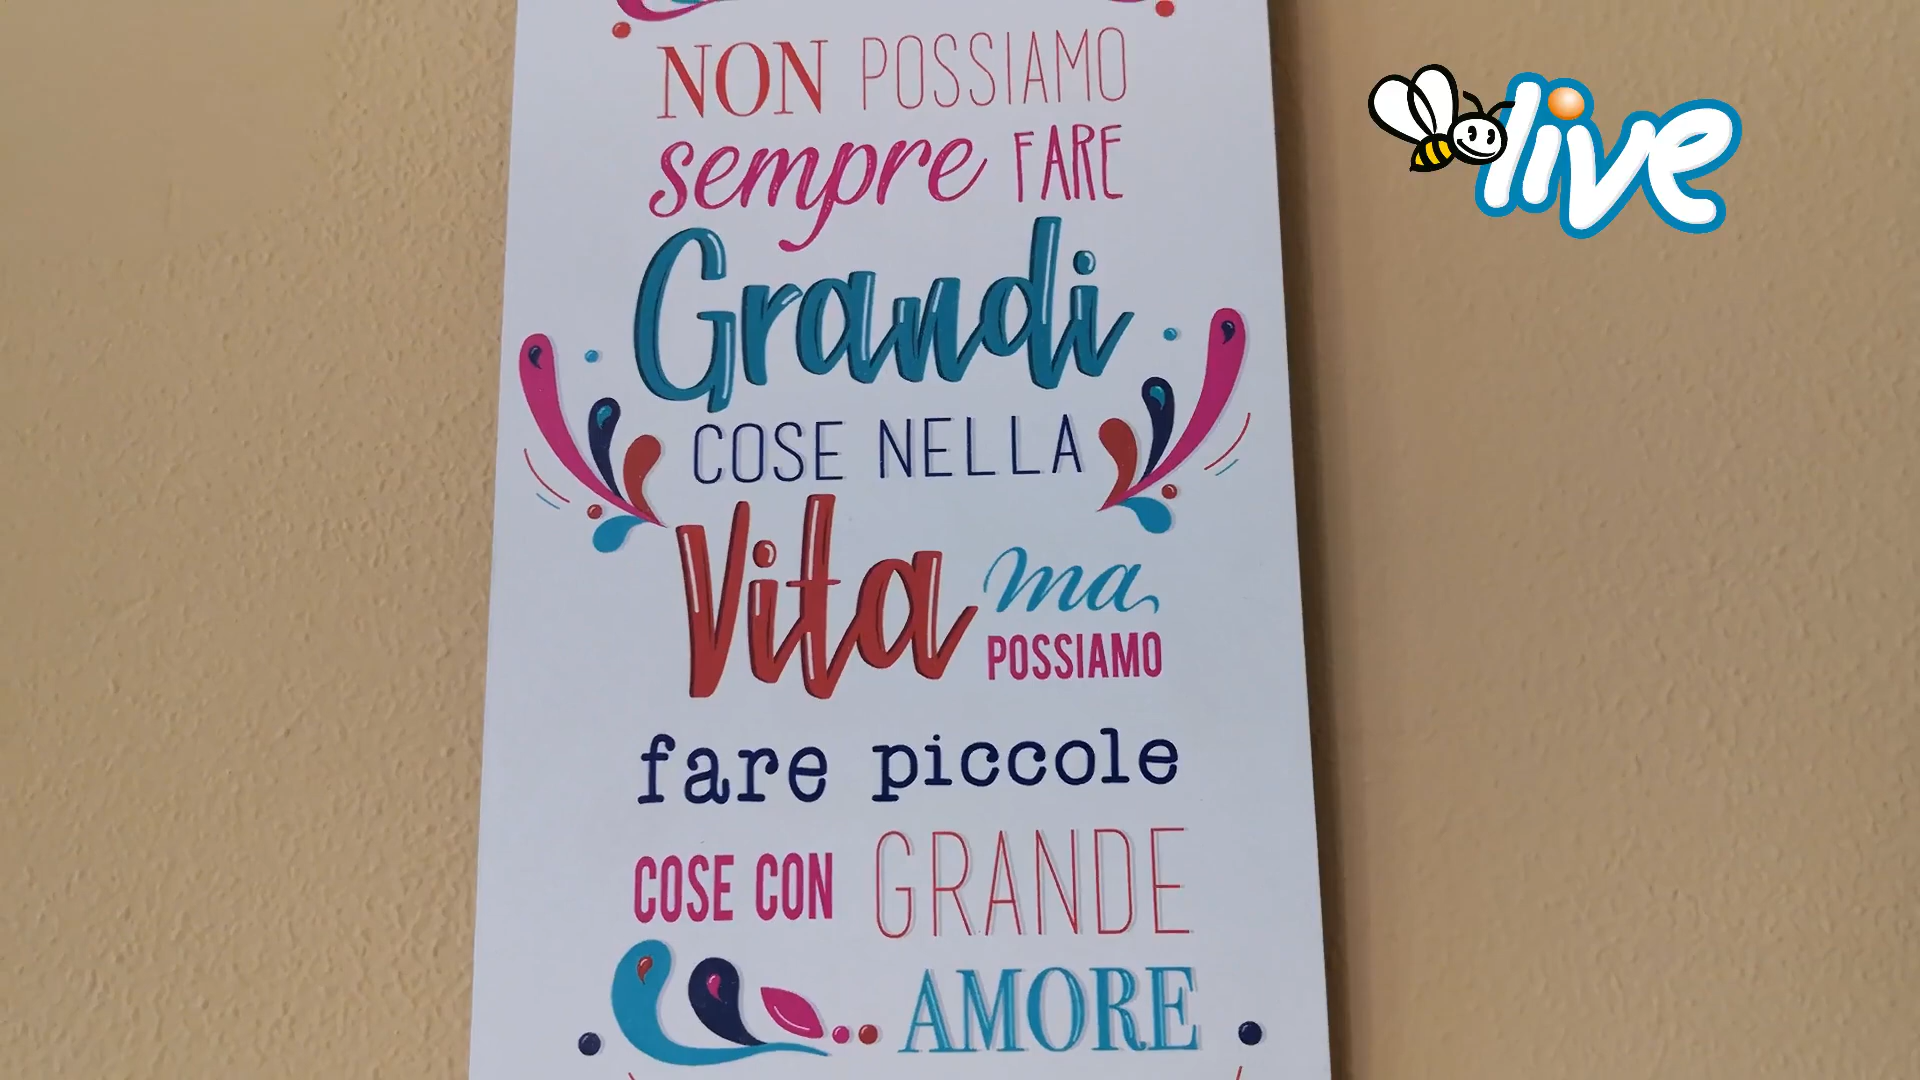 NON POSSIAMO
sempre FARE
Grandi
COSE NELLA
Vita ma
POSSIAMO
fare piccole
COSE CON GRANDE
AMORE
live